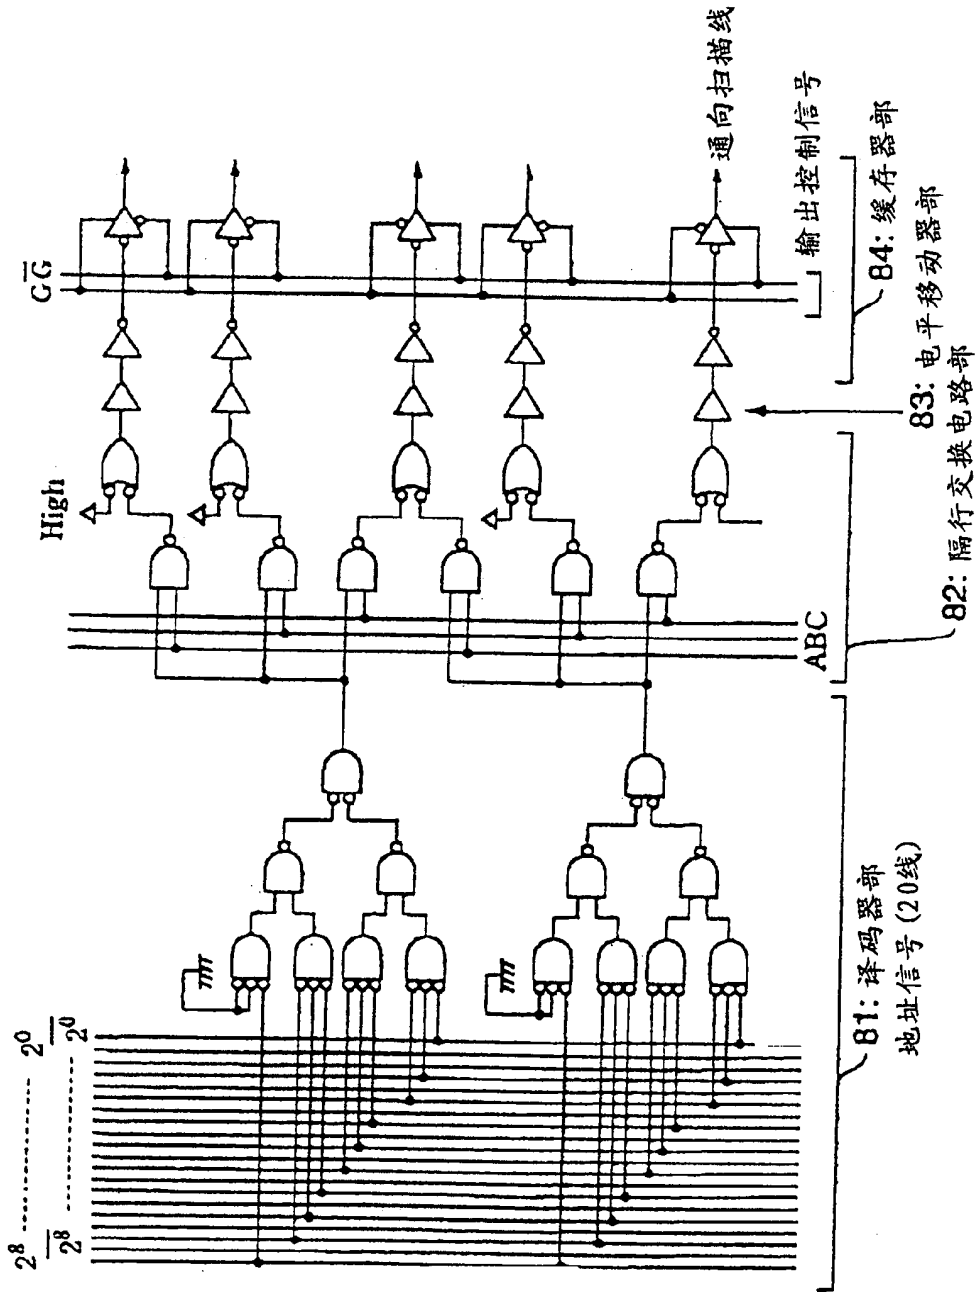 2⁸ ------------ 2⁰
2̅⁸̅ ------------ 2̅⁰̅
High
G̅G
ABC
通向扫描线
输出控制信号
84: 缓存器部
83: 电平移动器部
82: 隔行交换电路部
81: 译码器部
地址信号(20线)